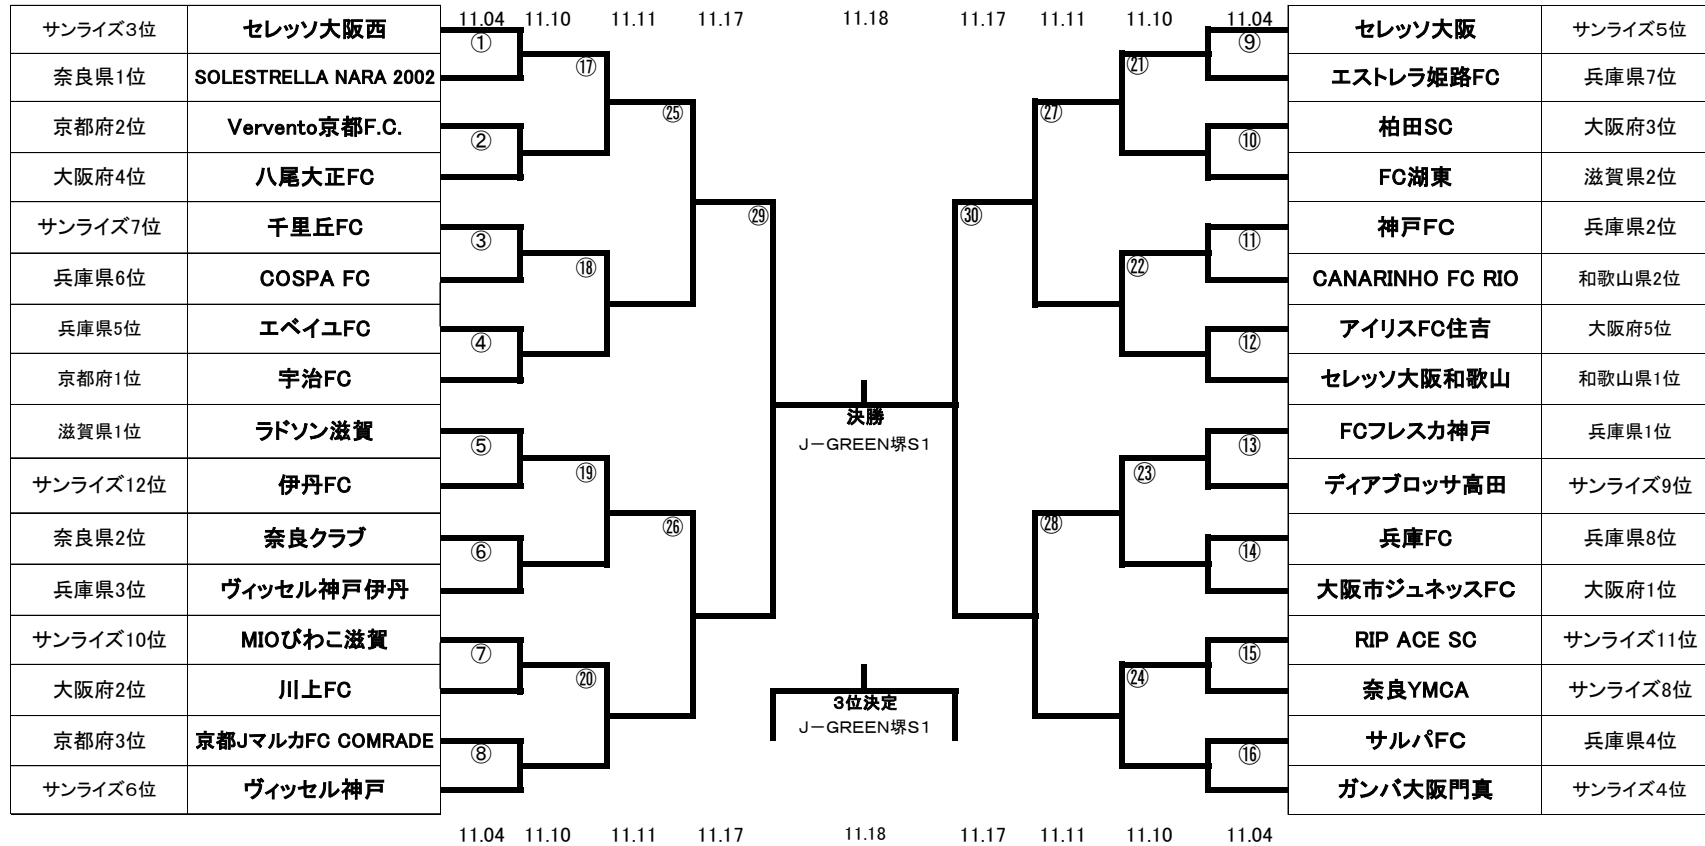 11.04 11.10 11.11 11.17 11.18 11.17 11.11 11.10 11.04
サンライズ3位 セレッソ大阪西 ① ⑨ セレッソ大阪 サンライズ5位
⑰ ㉑
奈良県1位 SOLESTRELLA NARA 2002 エストレラ姫路FC 兵庫県7位
㉕ ㉗
京都府2位 Vervento京都F.C. ② ⑩ 柏田SC 大阪府3位
大阪府4位 八尾大正FC FC湖東 滋賀県2位
㉙ ㉚
サンライズ7位 千里丘FC ③ ⑪ 神戸FC 兵庫県2位
⑱ ㉒
兵庫県6位 COSPA FC CANARINHO FC RIO 和歌山県2位
兵庫県5位 エベイユFC ④ ⑫ アイリスFC住吉 大阪府5位
京都府1位 宇治FC セレッソ大阪和歌山 和歌山県1位
決勝
滋賀県1位 ラドソン滋賀 ⑤ J－GREEN堺S1 ⑬ FCフレスカ神戸 兵庫県1位
⑲ ㉓
サンライズ12位 伊丹FC ディアブロッサ高田 サンライズ9位
㉖ ㉘
奈良県2位 奈良クラブ ⑥ ⑭ 兵庫FC 兵庫県8位
兵庫県3位 ヴィッセル神戸伊丹 大阪市ジュネッスFC 大阪府1位
サンライズ10位 MIOびわこ滋賀 ⑦ ⑮ RIP ACE SC サンライズ11位
⑳ ㉔
大阪府2位 川上FC 奈良YMCA サンライズ8位
3位決定
京都府3位 京都JマルカFC COMRADE ⑧ J－GREEN堺S1 ⑯ サルパFC 兵庫県4位
サンライズ6位 ヴィッセル神戸 ガンバ大阪門真 サンライズ4位
11.04 11.10 11.11 11.17 11.18 11.17 11.11 11.10 11.04